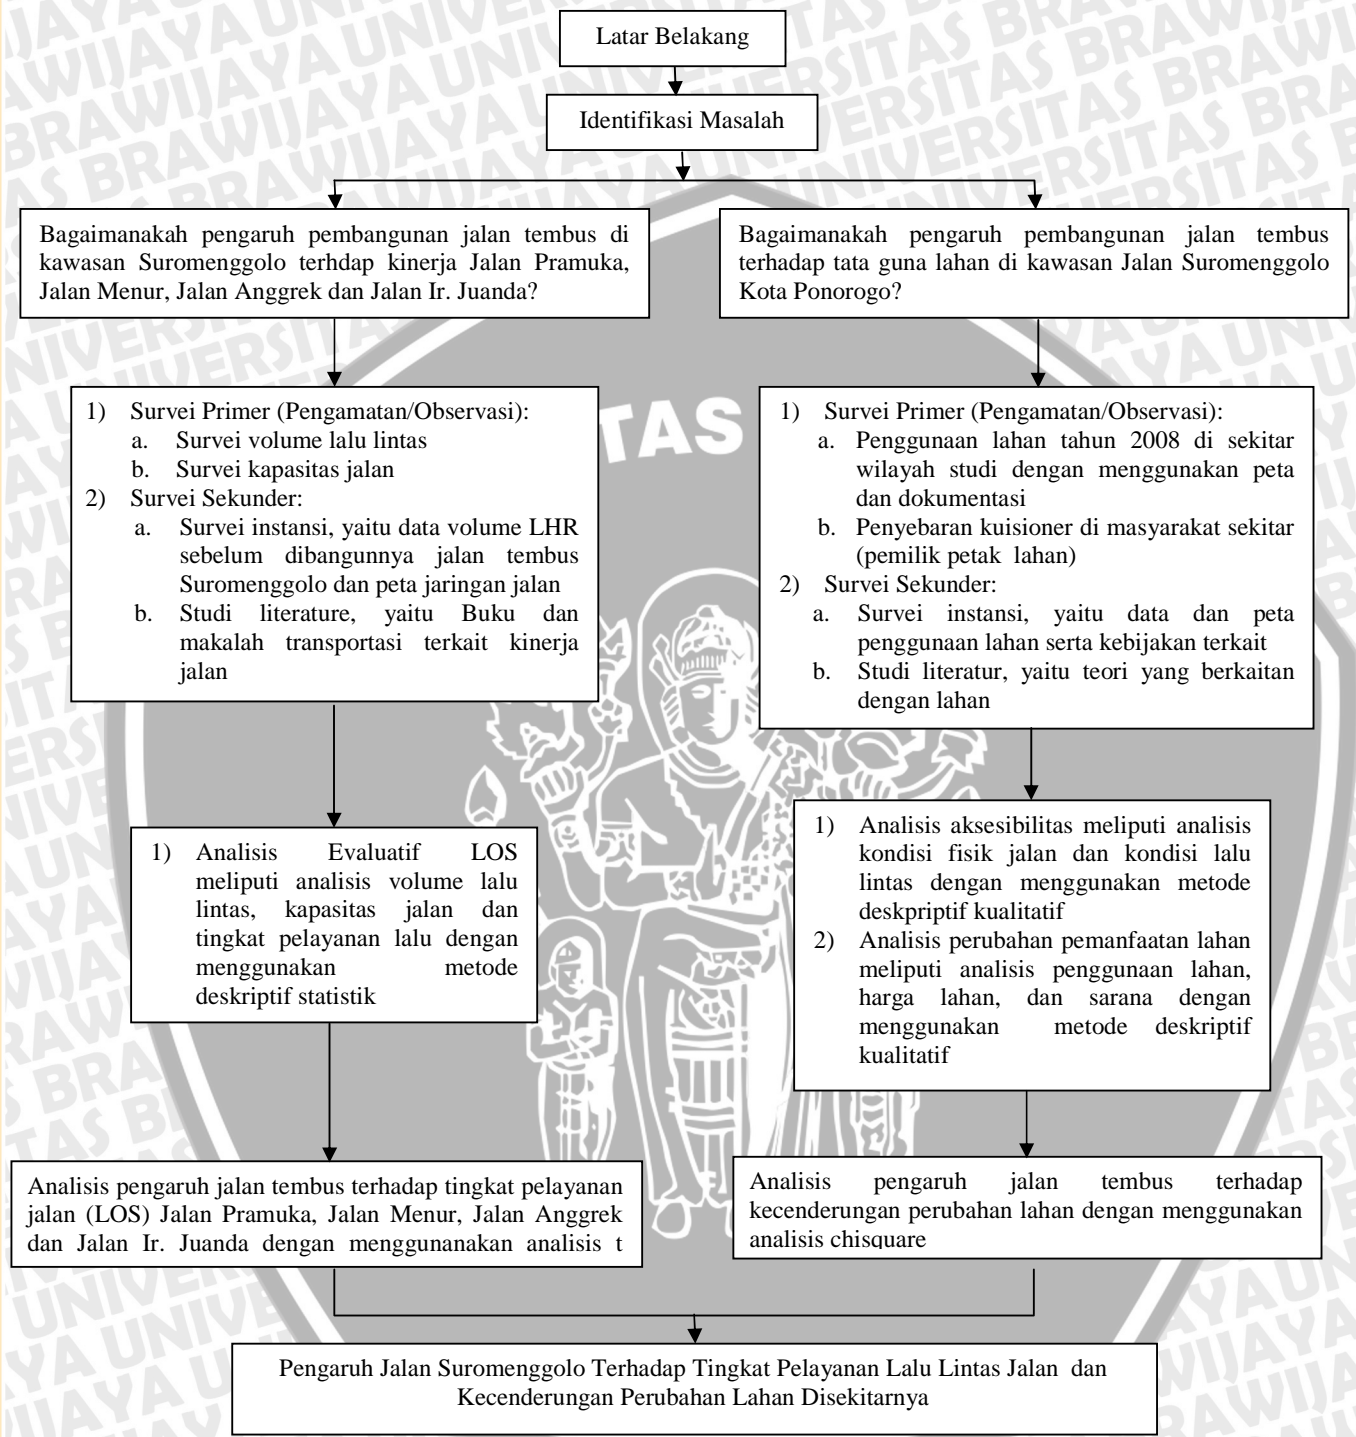 Latar Belakang
Identifikasi Masalah
Bagaimanakah pengaruh pembangunan jalan tembus di
kawasan Suromenggolo terhdap kinerja Jalan Pramuka,
Jalan Menur, Jalan Anggrek dan Jalan Ir. Juanda?
Bagaimanakah pengaruh pembangunan jalan tembus
terhadap tata guna lahan di kawasan Jalan Suromenggolo
Kota Ponorogo?
1) Survei Primer (Pengamatan/Observasi):
a. Survei volume lalu lintas
b. Survei kapasitas jalan
2) Survei Sekunder:
a. Survei instansi, yaitu data volume LHR
sebelum dibangunnya jalan tembus
Suromenggolo dan peta jaringan jalan
b. Studi literature, yaitu Buku dan
makalah transportasi terkait kinerja
jalan
1) Survei Primer (Pengamatan/Observasi):
a. Penggunaan lahan tahun 2008 di sekitar
wilayah studi dengan menggunakan peta
dan dokumentasi
b. Penyebaran kuisioner di masyarakat sekitar
(pemilik petak lahan)
2) Survei Sekunder:
a. Survei instansi, yaitu data dan peta
penggunaan lahan serta kebijakan terkait
b. Studi literatur, yaitu teori yang berkaitan
dengan lahan
1) Analisis Evaluatif LOS
meliputi analisis volume lalu
lintas, kapasitas jalan dan
tingkat pelayanan lalu dengan
menggunakan metode
deskriptif statistik
1) Analisis aksesibilitas meliputi analisis
kondisi fisik jalan dan kondisi lalu
lintas dengan menggunakan metode
deskpriptif kualitatif
2) Analisis perubahan pemanfaatan lahan
meliputi analisis penggunaan lahan,
harga lahan, dan sarana dengan
menggunakan metode deskriptif
kualitatif
Analisis pengaruh jalan tembus terhadap tingkat pelayanan
jalan (LOS) Jalan Pramuka, Jalan Menur, Jalan Anggrek
dan Jalan Ir. Juanda dengan menggunanakan analisis t
Analisis pengaruh jalan tembus terhadap
kecenderungan perubahan lahan dengan menggunakan
analisis chisquare
Pengaruh Jalan Suromenggolo Terhadap Tingkat Pelayanan Lalu Lintas Jalan dan
Kecenderungan Perubahan Lahan Disekitarnya
TAS